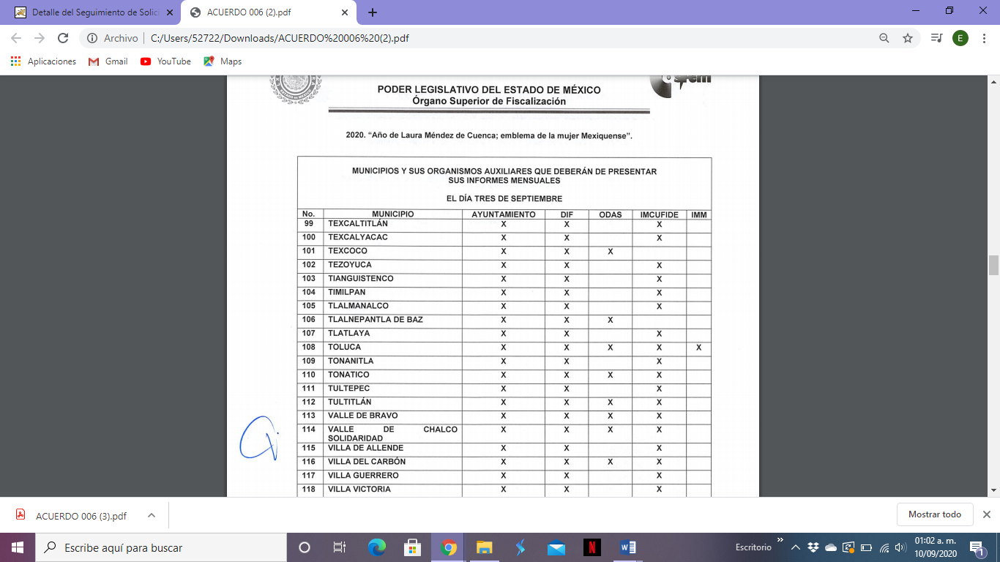 Detalle del Seguimiento de Solici
ACUERDO 006 (2).pdf
Archivo | C:/Users/52722/Downloads/ACUERDO%20006%20(2).pdf
E
Aplicaciones Gmail YouTube Maps
ESTADO DE MÉXICO
PODER LEGISLATIVO DEL ESTADO DE MÉXICO
Órgano Superior de Fiscalización
2020. “Año de Laura Méndez de Cuenca; emblema de la mujer Mexiquense”.
MUNICIPIOS Y SUS ORGANISMOS AUXILIARES QUE DEBERÁN DE PRESENTAR
SUS INFORMES MENSUALES
EL DÍA TRES DE SEPTIEMBRE
No. MUNICIPIO AYUNTAMIENTO DIF ODAS IMCUFIDE IMM
99 TEXCALTITLÁN X X X
100 TEXCALYACAC X X X
101 TEXCOCO X X X
102 TEZOYUCA X X X
103 TIANGUISTENCO X X X
104 TIMILPAN X X X
105 TLALMANALCO X X X
106 TLALNEPANTLA DE BAZ X X X
107 TLATLAYA X X X
108 TOLUCA X X X X X
109 TONANITLA X X X
110 TONATICO X X X X
111 TULTEPEC X X X
112 TULTITLÁN X X X X
113 VALLE DE BRAVO X X X X
114 VALLE DE CHALCO X X X X
SOLIDARIDAD
115 VILLA DE ALLENDE X X X
116 VILLA DEL CARBÓN X X X X
117 VILLA GUERRERO X X X
118 VILLA VICTORIA X X X
ACUERDO 006 (3).pdf
Mostrar todo
Escribe aquí para buscar
N
Escritorio
01:02 a. m.
10/09/2020
1